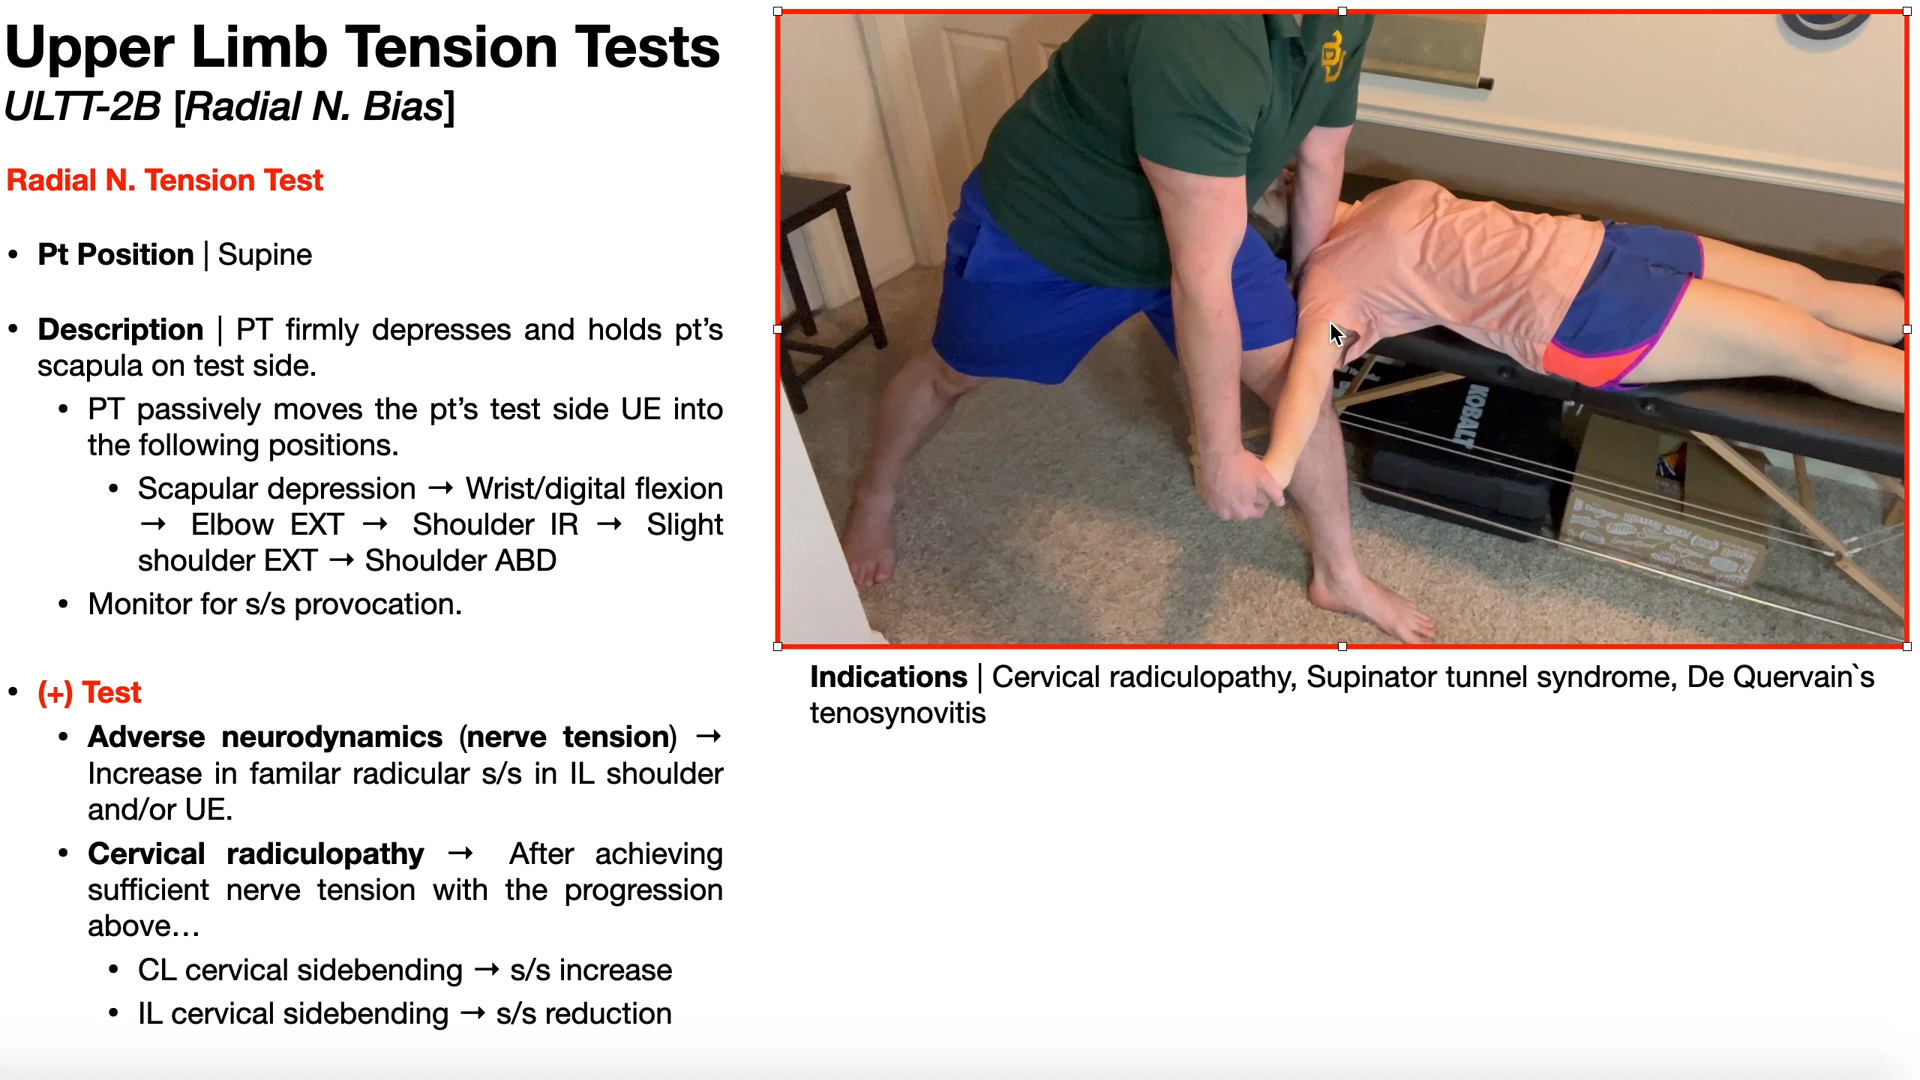 Upper Limb Tension Tests
ULTT-2B [Radial N. Bias]
Radial N. Tension Test
• Pt Position | Supine
• Description | PT firmly depresses and holds pt’s
scapula on test side.
• PT passively moves the pt’s test side UE into
the following positions.
• Scapular depression → Wrist/digital flexion
→ Elbow EXT → Shoulder IR → Slight
shoulder EXT → Shoulder ABD
• Monitor for s/s provocation.
• (+) Test
• Adverse neurodynamics (nerve tension) →
Increase in familar radicular s/s in IL shoulder
and/or UE.
• Cervical radiculopathy → After achieving
sufficient nerve tension with the progression
above…
• CL cervical sidebending → s/s increase
• IL cervical sidebending → s/s reduction
KOBALT
Indications | Cervical radiculopathy, Supinator tunnel syndrome, De Quervain`s
tenosynovitis